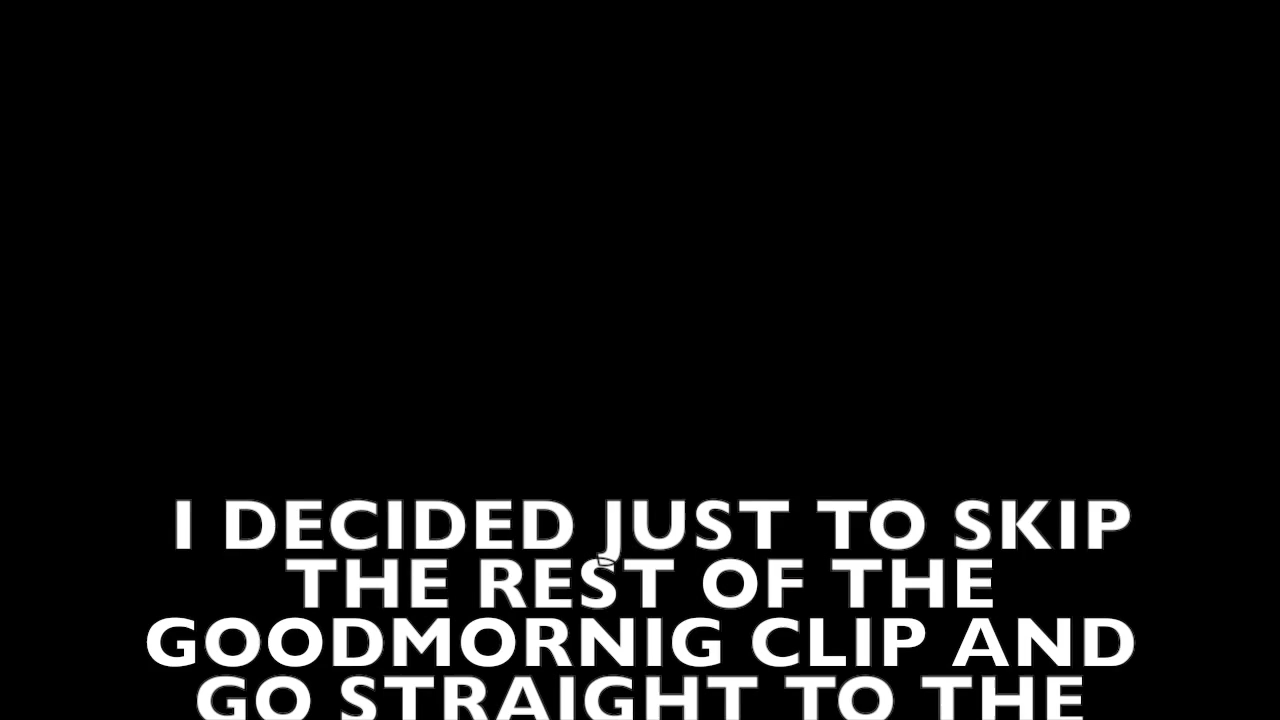 I DECIDED JUST TO SKIP
THE REST OF THE
GOODMORNIG CLIP AND
GO STRAIGHT TO THE